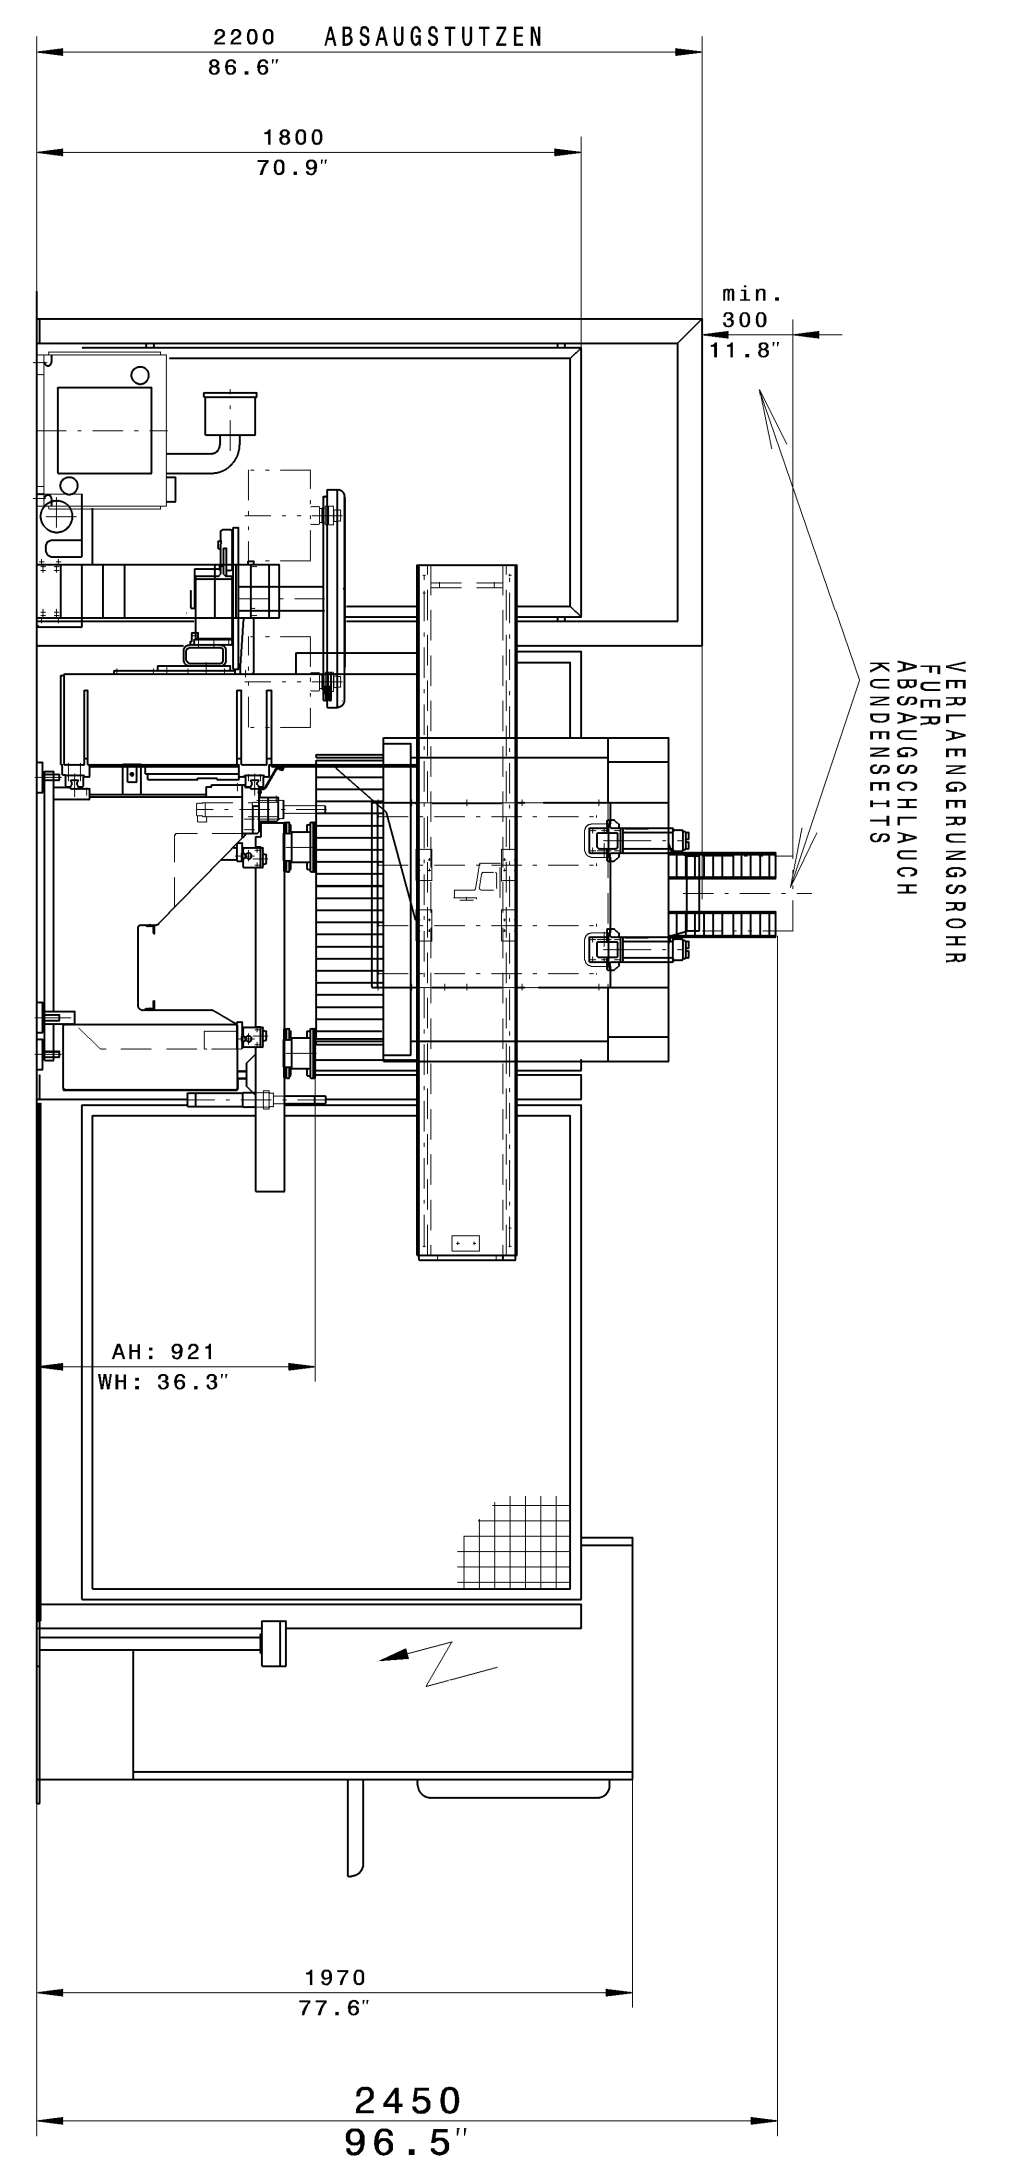 2200 ABSAUGSTUTZEN
86.6"
1800
70.9"
min.
300
11.8"
VERLAENGERUNGSROHR
FUER
ABSAUGSCHLAUCH
KUNDENSEITS
AH: 921
WH: 36.3"
1970
77.6"
2450
96.5"